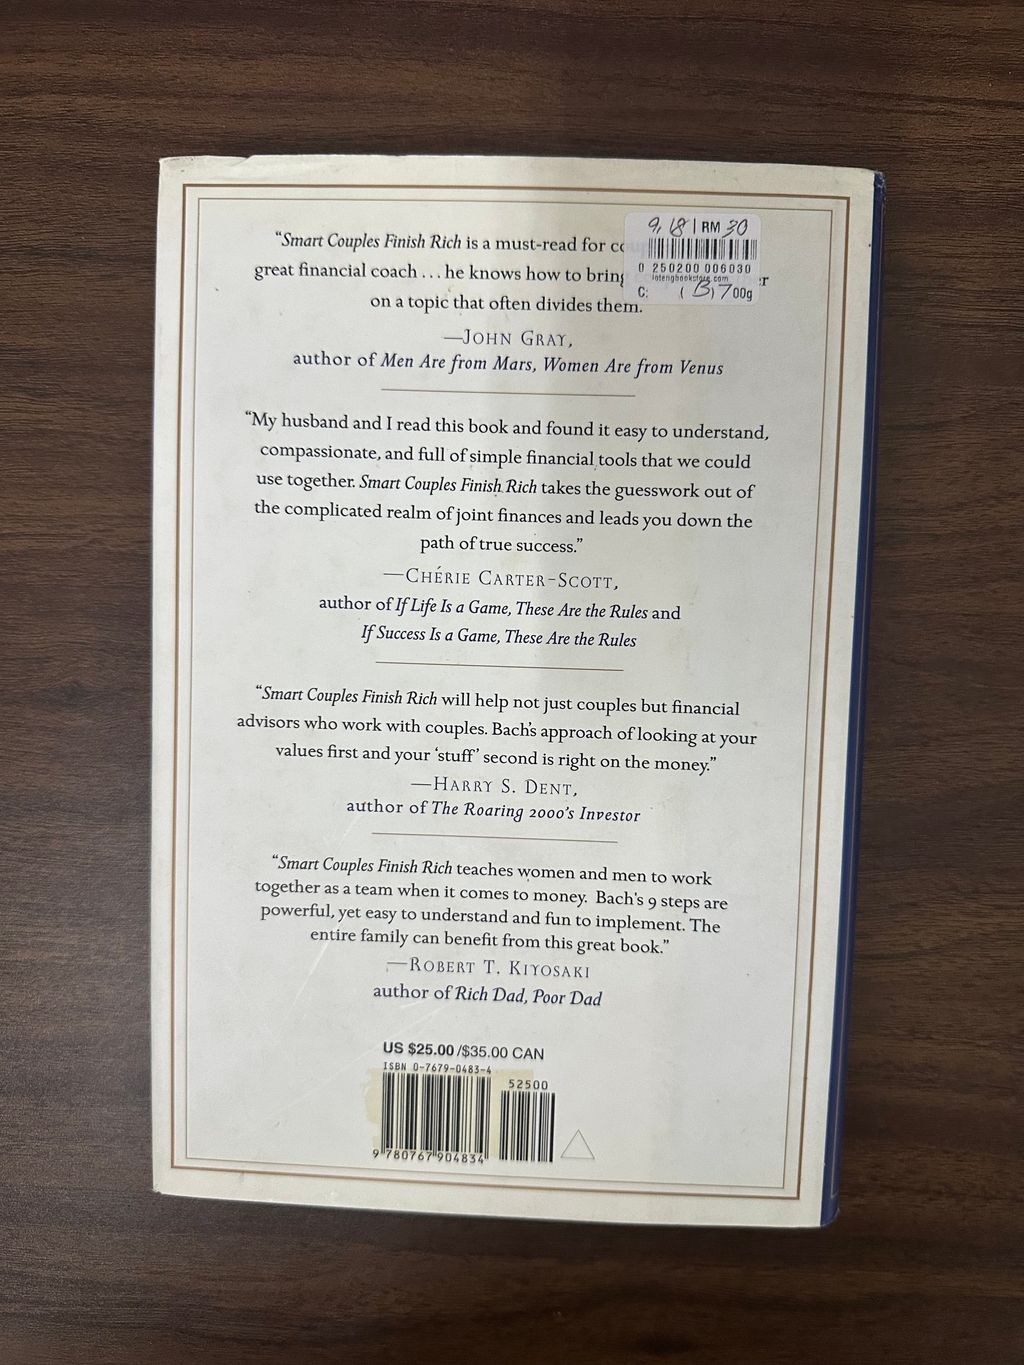 “Smart Couples Finish Rich is a must-read for
great financial coach . . . he knows how to bring
on a topic that often divides them.
—JOHN GRAY,
author of Men Are from Mars, Women Are from Venus
9.18 | RM 30
0 250200 006030
lotengbookstore.com
C: (B) 700g
“My husband and I read this book and found it easy to understand,
compassionate, and full of simple financial tools that we could
use together. Smart Couples Finish Rich takes the guesswork out of
the complicated realm of joint finances and leads you down the
path of true success.”
—CHÉRIE CARTER-SCOTT,
author of If Life Is a Game, These Are the Rules and
If Success Is a Game, These Are the Rules
“Smart Couples Finish Rich will help not just couples but financial
advisors who work with couples. Bach’s approach of looking at your
values first and your ‘stuff’ second is right on the money.”
—HARRY S. DENT,
author of The Roaring 2000’s Investor
“Smart Couples Finish Rich teaches women and men to work
together as a team when it comes to money. Bach's 9 steps are
powerful, yet easy to understand and fun to implement. The
entire family can benefit from this great book.”
—ROBERT T. KIYOSAKI
author of Rich Dad, Poor Dad
US $25.00 /$35.00 CAN
ISBN 0-7679-0483-4
52500
9 780767 904834